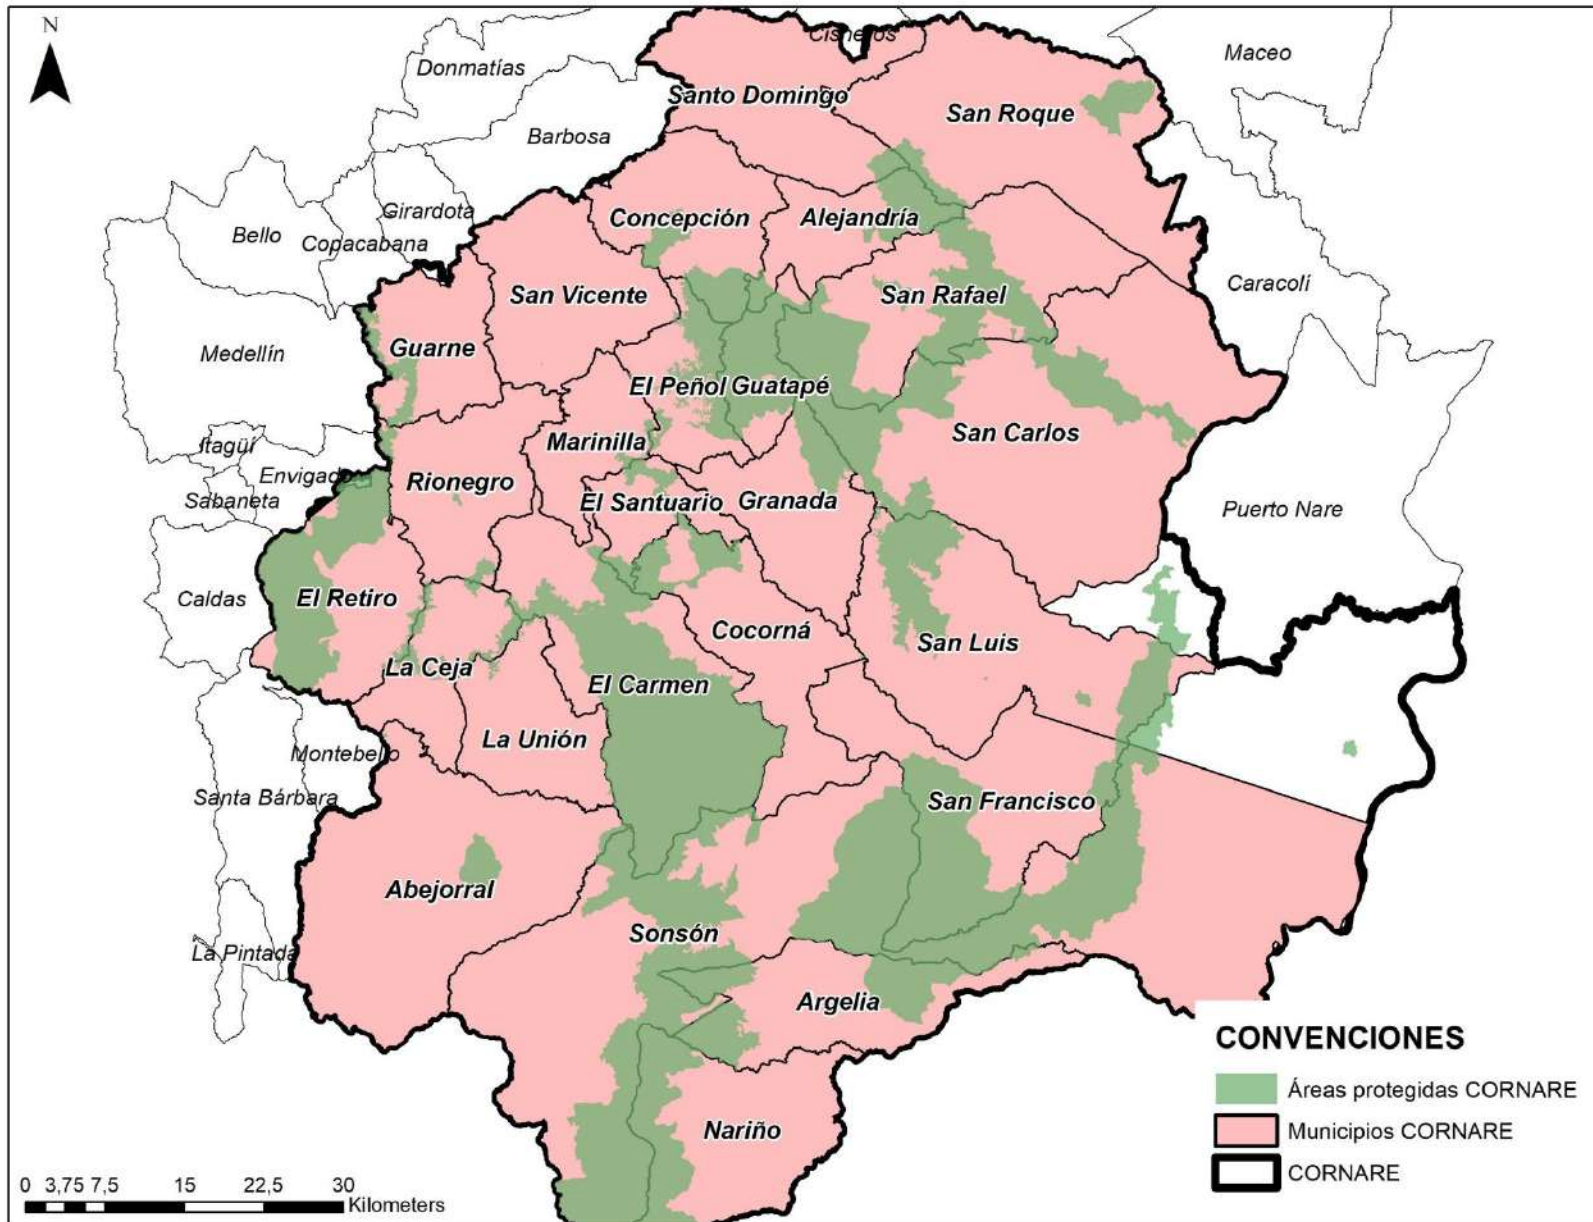 N
Cisneros
Maceo
Donmatías
Santo Domingo
San Roque
Barbosa
Girardota
Concepción
Alejandría
Bello
Copacabana
San Vicente
San Rafael
Caracolí
Medellín
Guarne
El Peñol
Guatapé
Itagüí
Marinilla
San Carlos
Envigado
Rionegro
Sabaneta
El Santuario
Granada
Puerto Nare
Caldas
El Retiro
Cocorná
San Luis
La Ceja
El Carmen
La Unión
Montebello
Santa Bárbara
San Francisco
Abejorral
Sonsón
La Pintada
Argelia
Nariño
CONVENCIONES
Áreas protegidas CORNARE
Municipios CORNARE
CORNARE
0 3,75 7,5 15 22,5 30
Kilometers